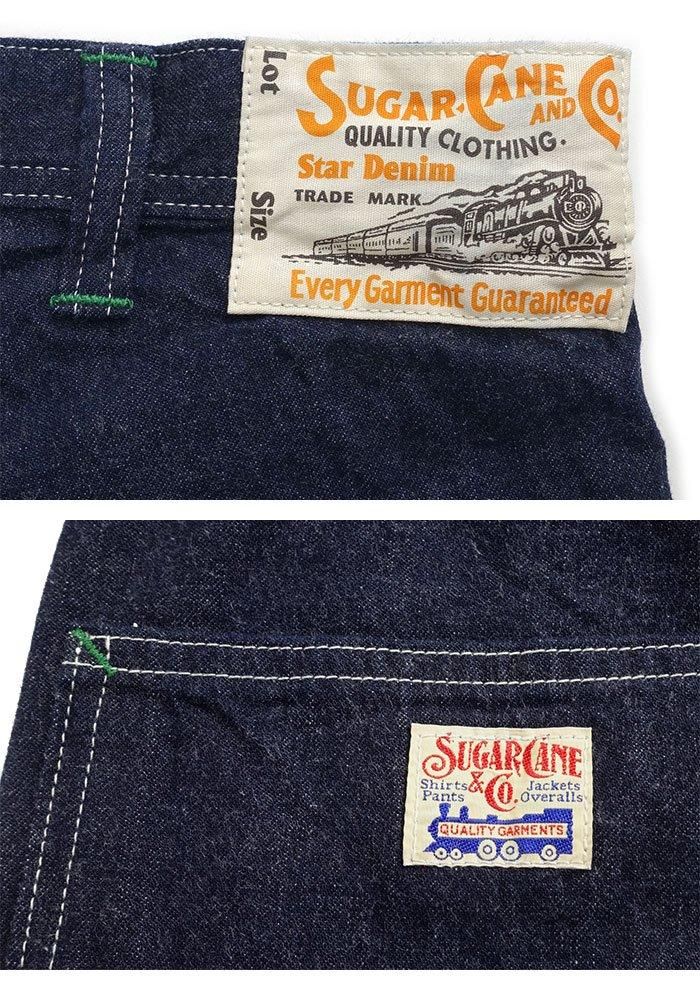 Lot
Size
SUGAR CANE AND CO.
QUALITY CLOTHING.
Star Denim
TRADE MARK
Every Garment Guaranteed
SUGAR CANE
& CO.
Shirts Jackets
Pants Overalls
QUALITY GARMENTS